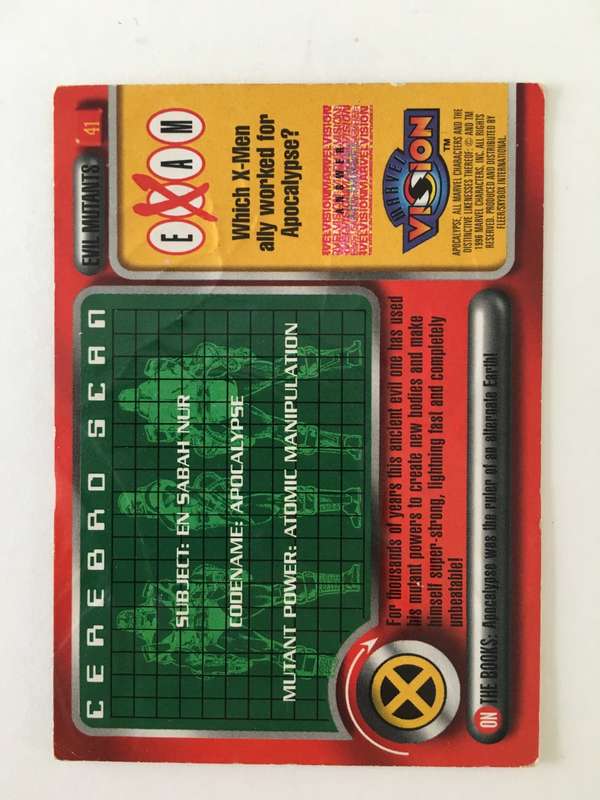 CEREBRO SCAN
EVIL MUTANTS 41
SUBJECT: EN SABAH NUR
CODENAME: APOCALYPSE
MUTANT POWER: ATOMIC MANIPULATION
EXAM
Which X-Men
ally worked for
Apocalypse?
ANSWER
MARVEL
VISION
TM
APOCALYPSE, ALL MARVEL CHARACTERS AND THE
DISTINCTIVE LIKENESSES THEREOF: © AND TM
1996 MARVEL CHARACTERS, INC. ALL RIGHTS
RESERVED. PRODUCED AND DISTRIBUTED BY
FLEER/SKYBOX INTERNATIONAL.
For thousands of years this ancient evil one has used
his mutant powers to create new bodies and make
himself super-strong, lightning fast and completely
unbeatable!
ON THE BOOKS: Apocalypse was the ruler of an alternate Earth!